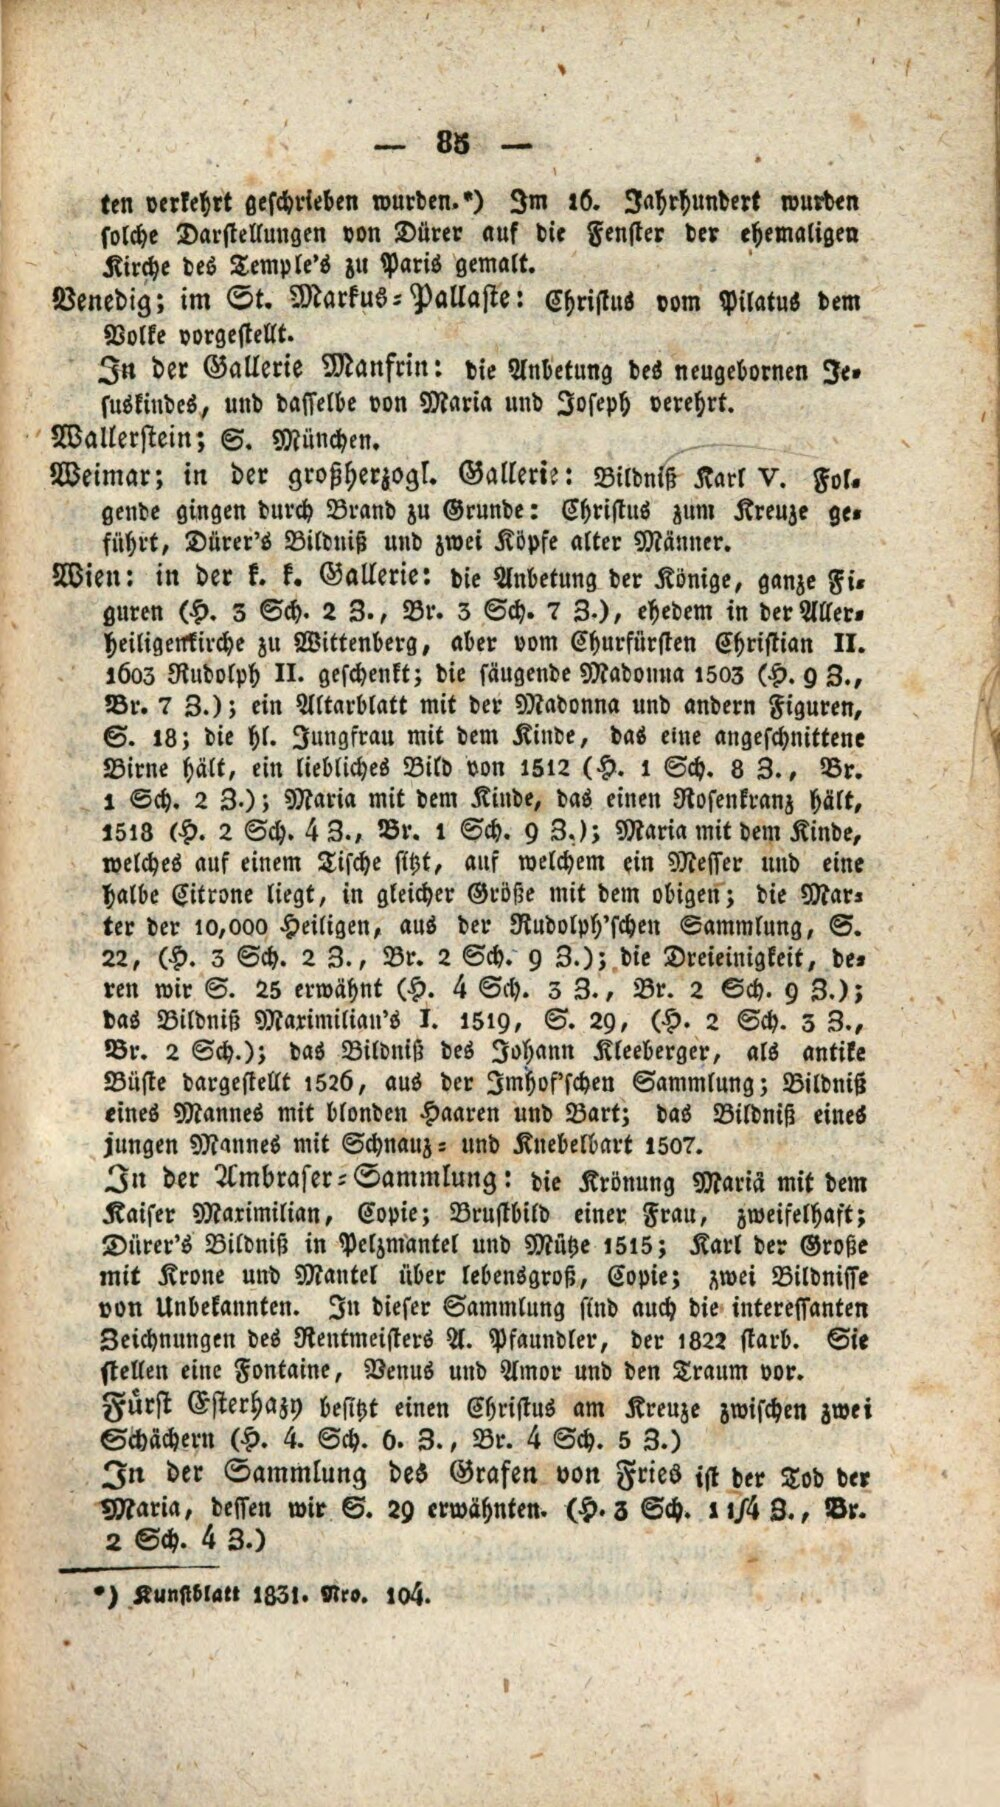 — 85 —
ten verkehrt geschrieben wurden.*) Im 16. Jahrhundert wurden
solche Darstellungen von Dürer auf die Fenster der ehemaligen
Kirche des Temple's zu Paris gemalt.
Venedig; im St. Markus-Pallaste: Christus vom Pilatus dem
Volke vorgestellt.
In der Gallerie Manfrin: die Anbetung des neugebornen Je-
suskindes, und dasselbe von Maria und Joseph verehrt.
Wallerstein; S. München.
Weimar; in der großherzogl. Gallerie: Bildniß Karl V. Fol-
gende gingen durch Brand zu Grunde: Christus zum Kreuze ge-
führt, Dürer's Bildniß und zwei Köpfe alter Männer.
Wien: in der k. k. Gallerie: die Anbetung der Könige, ganze Fi-
guren (H. 3 Sch. 2 Z., Br. 3 Sch. 7 Z.), ehedem in der Aller-
heiligenkirche zu Wittenberg, aber vom Churfürsten Christian II.
1603 Rudolph II. geschenkt; die säugende Madonna 1503 (H. 9 Z.,
Br. 7 Z.); ein Altarblatt mit der Madonna und andern Figuren,
S. 18; die hl. Jungfrau mit dem Kinde, das eine angeschnittene
Birne hält, ein liebliches Bild von 1512 (H. 1 Sch. 8 Z., Br.
1 Sch. 2 Z.); Maria mit dem Kinde, das einen Rosenkranz hält,
1518 (H. 2 Sch. 4 Z., Br. 1 Sch. 9 Z.); Maria mit dem Kinde,
welches auf einem Tische sitzt, auf welchem ein Messer und eine
halbe Citrone liegt, in gleicher Größe mit dem obigen; die Mar-
ter der 10,000 Heiligen, aus der Rudolph'schen Sammlung, S.
22, (H. 3 Sch. 2 Z., Br. 2 Sch. 9 Z.); die Dreieinigkeit, de-
ren wir S. 25 erwähnt (H. 4 Sch. 3 Z., Br. 2 Sch. 9 Z.);
das Bildniß Maximilian's I. 1519, S. 29, (H. 2 Sch. 3 Z.,
Br. 2 Sch.); das Bildniß des Johann Kleeberger, als antike
Büste dargestellt 1526, aus der Imhof'schen Sammlung; Bildniß
eines Mannes mit blonden Haaren und Bart; das Bildniß eines
jungen Mannes mit Schnauz- und Knebelbart 1507.
In der Ambraser-Sammlung: die Krönung Mariä mit dem
Kaiser Maximilian, Copie; Brustbild einer Frau, zweifelhaft;
Dürer's Bildniß in Pelzmantel und Mütze 1515; Karl der Große
mit Krone und Mantel über lebensgroß, Copie; zwei Bildnisse
von Unbekannten. In dieser Sammlung sind auch die interessanten
Zeichnungen des Rentmeisters A. Pfaundler, der 1822 starb. Sie
stellen eine Fontaine, Venus und Amor und den Traum vor.
Fürst Esterhazy besitzt einen Christus am Kreuze zwischen zwei
Schächern (H. 4. Sch. 6. Z., Br. 4 Sch. 5 Z.)
In der Sammlung des Grafen von Fries ist der Tod der
Maria, dessen wir S. 29 erwähnten. (H. 3 Sch. 1 1/4 Z., Br.
2 Sch. 4 Z.)
*) Kunstblatt 1831. Nro. 104.